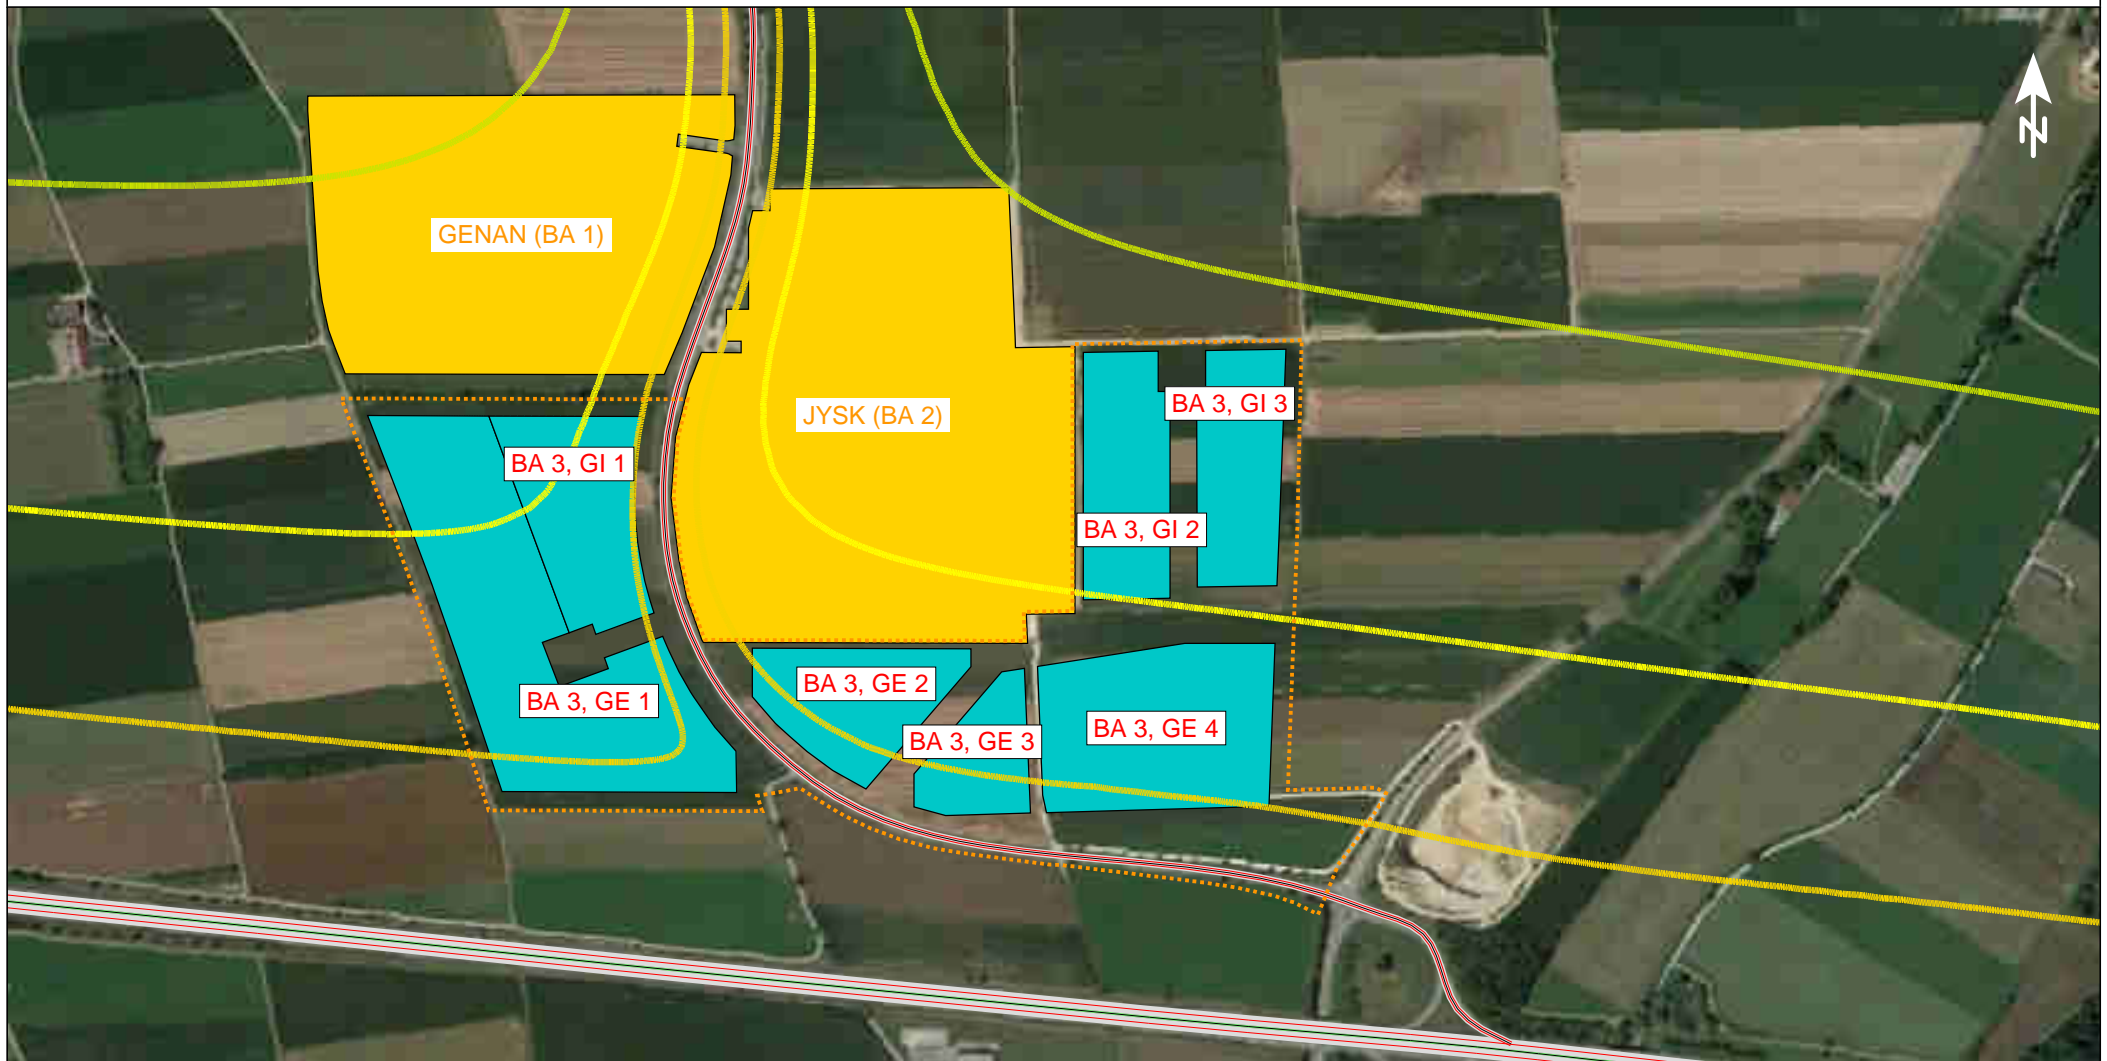 N
GENAN (BA 1)
JYSK (BA 2)
BA 3, GI 3
BA 3, GI 1
BA 3, GI 2
BA 3, GE 2
BA 3, GE 1
BA 3, GE 3
BA 3, GE 4